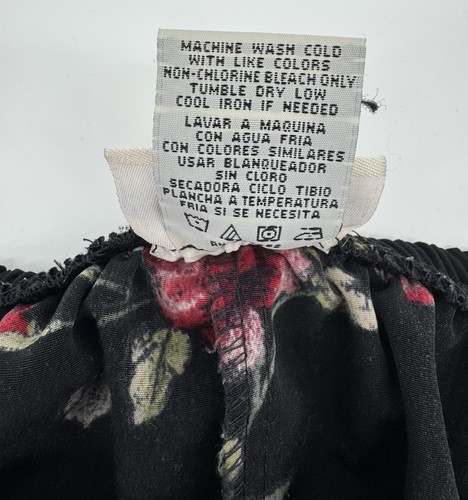 MACHINE WASH COLD
WITH LIKE COLORS
NON-CHLORINE BLEACH ONLY
TUMBLE DRY LOW
COOL IRON IF NEEDED
LAVAR A MAQUINA
CON AGUA FRIA
CON COLORES SIMILARES
USAR BLANQUEADOR
SIN CLORO
SECADORA CICLO TIBIO
PLANCHA A TEMPERATURA
FRIA SI SE NECESITA